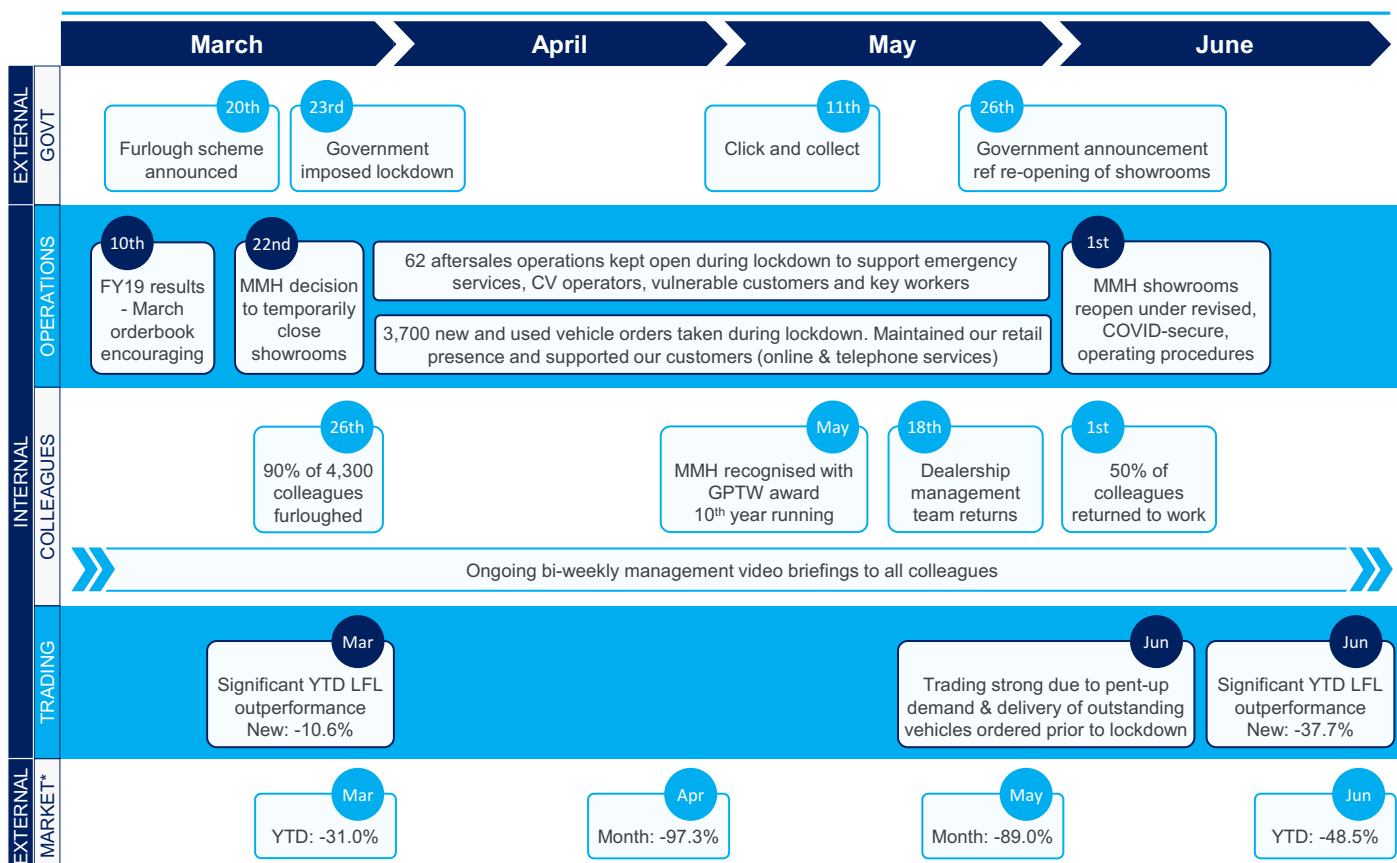 March
April
May
June
EXTERNAL
GOVT
20th
Furlough scheme
announced
23rd
Government
imposed lockdown
11th
Click and collect
26th
Government announcement
ref re-opening of showrooms
INTERNAL
OPERATIONS
10th
FY19 results
- March
orderbook
encouraging
22nd
MMH decision
to temporarily
close
showrooms
62 aftersales operations kept open during lockdown to support emergency
services, CV operators, vulnerable customers and key workers
3,700 new and used vehicle orders taken during lockdown. Maintained our retail
presence and supported our customers (online & telephone services)
1st
MMH showrooms
reopen under revised,
COVID-secure,
operating procedures
COLLEAGUES
26th
90% of 4,300
colleagues
furloughed
May
MMH recognised with
GPTW award
10th year running
18th
Dealership
management
team returns
1st
50% of
colleagues
returned to work
Ongoing bi-weekly management video briefings to all colleagues
TRADING
Mar
Significant YTD LFL
outperformance
New: -10.6%
Jun
Trading strong due to pent-up
demand & delivery of outstanding
vehicles ordered prior to lockdown
Jun
Significant YTD LFL
outperformance
New: -37.7%
EXTERNAL
MARKET*
Mar
YTD: -31.0%
Apr
Month: -97.3%
May
Month: -89.0%
Jun
YTD: -48.5%